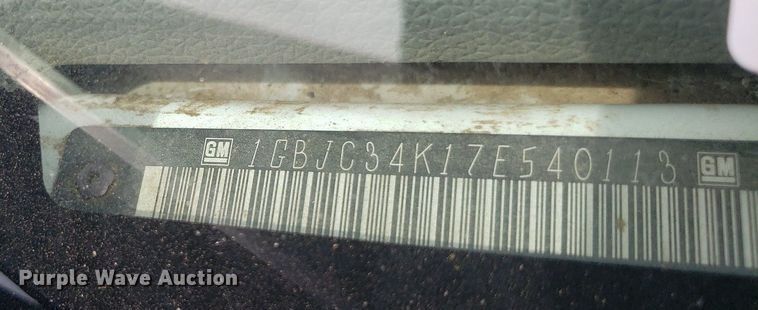 GM 1GBJC34K17E540113 GM
Purple Wave Auction